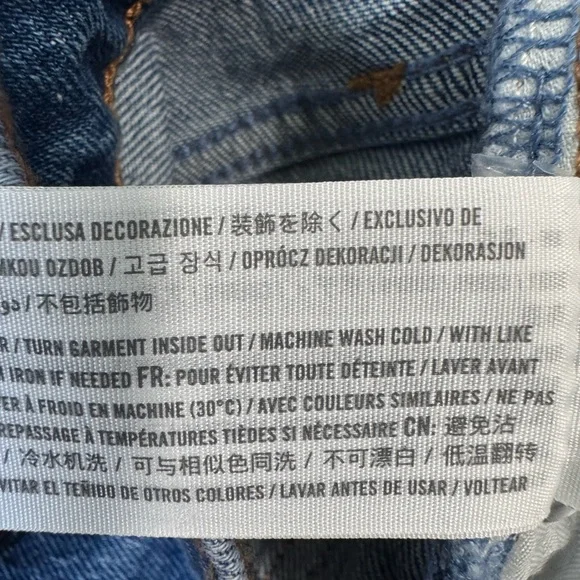 / ESCLUSA DECORAZIONE / 装飾を除く / EXCLUSIVO DE
MKOU OZDOB / 고급 장식 / OPRÓCZ DEKORACJI / DEKORASJON
/ 不包括飾物
R / TURN GARMENT INSIDE OUT / MACHINE WASH COLD / WITH LIKE
IRON IF NEEDED FR: POUR ÉVITER TOUTE DÉTEINTE / LAVER AVANT
ER À FROID EN MACHINE (30°C) / AVEC COULEURS SIMILAIRES / NE PAS
REPASSAGE À TEMPÉRATURES TIÈDES SI NÉCESSAIRE CN: 避免沾
/ 冷水机洗 / 可与相似色同洗 / 不可漂白 / 低温翻转
VITAR EL TEÑIDO DE OTROS COLORES / LAVAR ANTES DE USAR / VOLTEAR